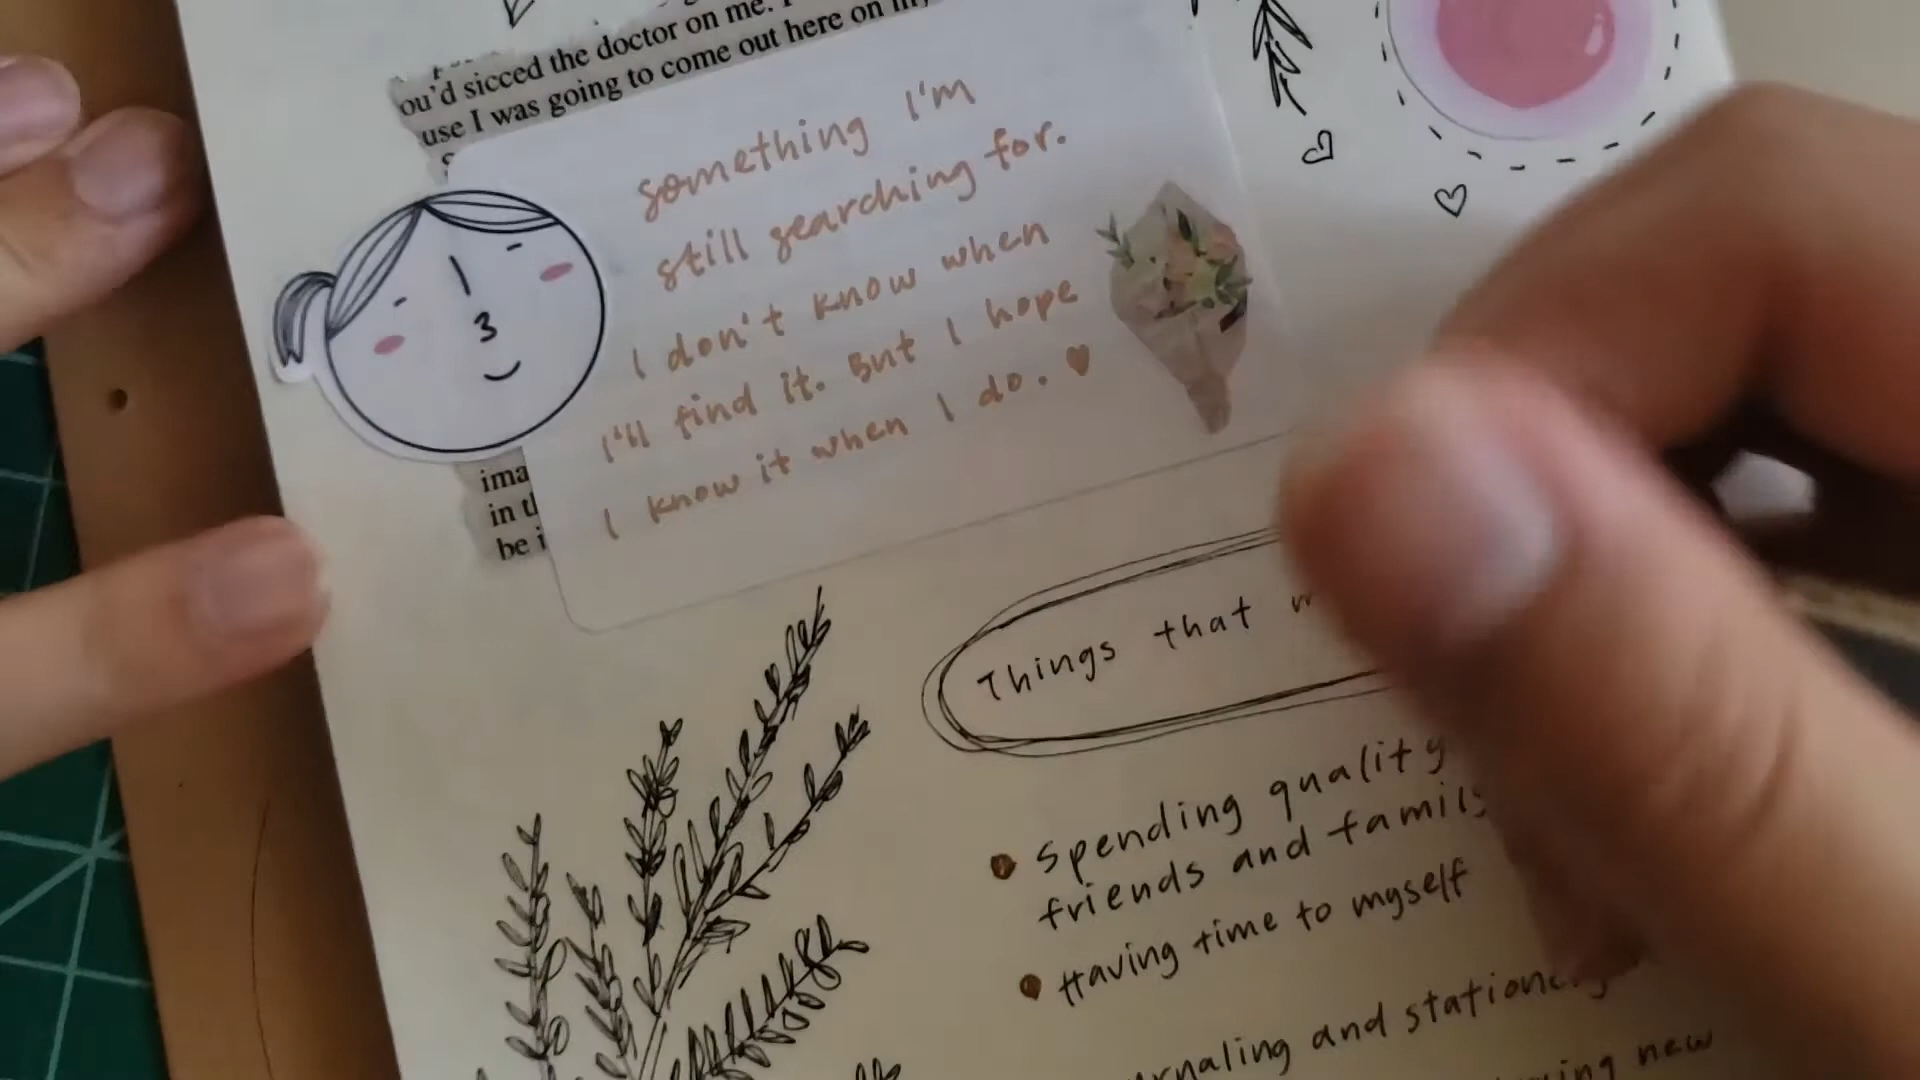 ou'd sicced the doctor on me.
use I was going to come out here on
something I'm
still searching for.
I don't know when
I'll find it. But I hope
I know it when I do.
ima
in
be
Things that
Spending quality
friends and family
Having time to myself
and
new